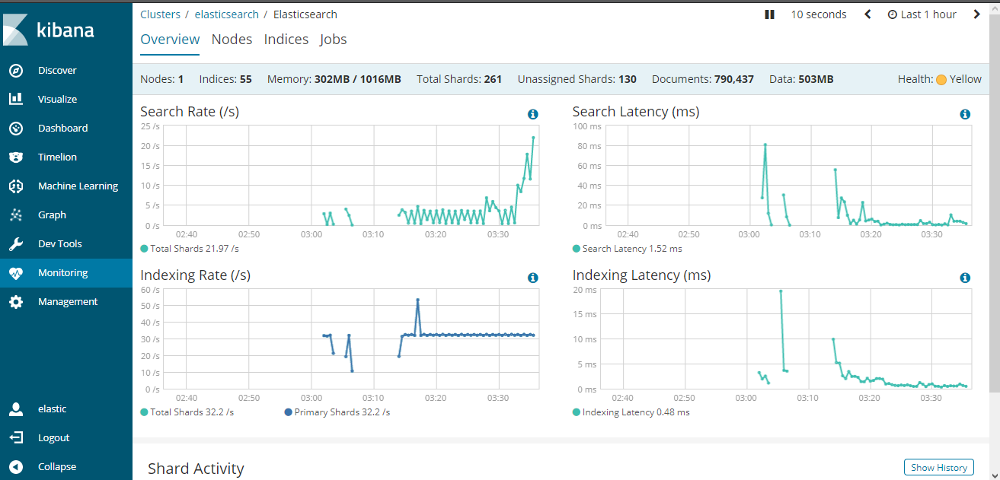 kibana
Discover
Visualize
Dashboard
Timelion
Machine Learning
Graph
Dev Tools
Monitoring
Management
elastic
Logout
Collapse
Clusters / elasticsearch / Elasticsearch
10 seconds
Last 1 hour
Overview Nodes Indices Jobs
Nodes: 1 Indices: 55 Memory: 302MB / 1016MB Total Shards: 261 Unassigned Shards: 130 Documents: 790,437 Data: 503MB Health: Yellow
Search Rate (/s)
25 /s
20 /s
15 /s
10 /s
5 /s
0 /s
02:40 02:50 03:00 03:10 03:20 03:30
Total Shards 21.97 /s
Search Latency (ms)
100 ms
80 ms
60 ms
40 ms
20 ms
0 ms
02:40 02:50 03:00 03:10 03:20 03:30
Search Latency 1.52 ms
Indexing Rate (/s)
60 /s
50 /s
40 /s
30 /s
20 /s
10 /s
0 /s
02:40 02:50 03:00 03:10 03:20 03:30
Total Shards 32.2 /s Primary Shards 32.2 /s
Indexing Latency (ms)
20 ms
15 ms
10 ms
5 ms
0 ms
02:40 02:50 03:00 03:10 03:20 03:30
Indexing Latency 0.48 ms
Shard Activity
Show History